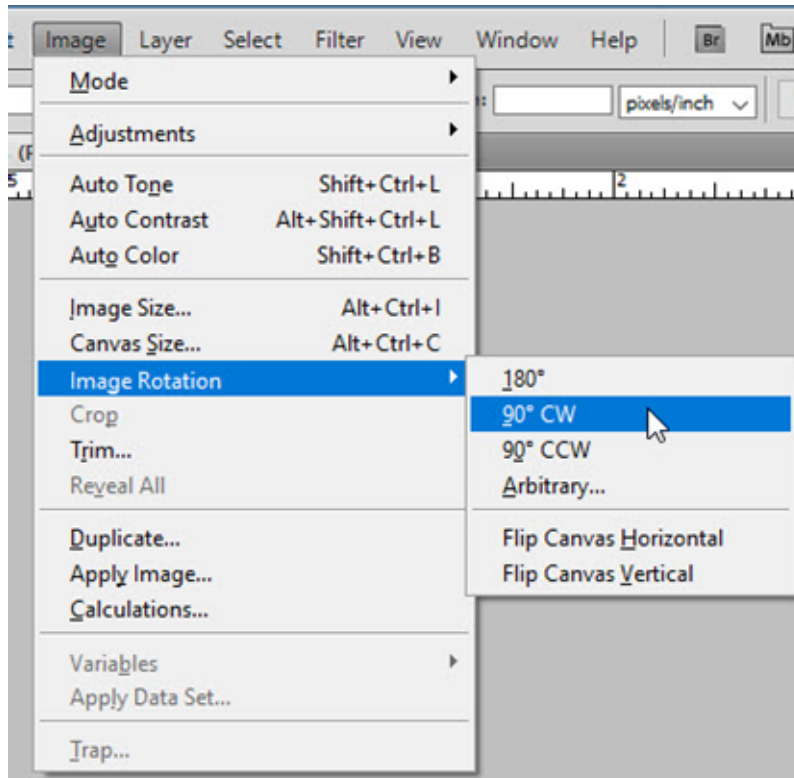 Image Layer Select Filter View Window Help Br Mb
Mode
pixels/inch
Adjustments
5 2
Auto Tone Shift+Ctrl+L
Auto Contrast Alt+Shift+Ctrl+L
Auto Color Shift+Ctrl+B
Image Size... Alt+Ctrl+I
Canvas Size... Alt+Ctrl+C
Image Rotation 180°
Crop 90° CW
Trim... 90° CCW
Reveal All Arbitrary...
Duplicate... Flip Canvas Horizontal
Apply Image... Flip Canvas Vertical
Calculations...
Variables
Apply Data Set...
Trap...